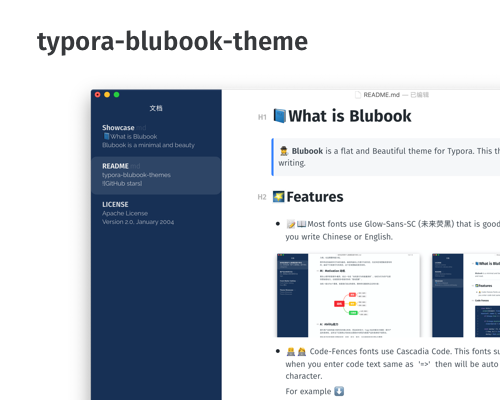 typora-blubook-theme
README.md — 已编辑
文档
Showcase
What is Blubook
Blubook is a minimal and beauty
README
typora-blubook-themes
![GitHub stars]
LICENSE
Apache License
Version 2.0, January 2004
H1 What is Blubook
Blubook is a flat and Beautiful theme for Typora. This th
writing.
H2 Features
Most fonts use Glow-Sans-SC (未来荧黑) that is good
you write Chinese or English.
Code-Fences fonts use Cascadia Code. This fonts su
when you enter code text same as '=>' then will be auto
character.
For example